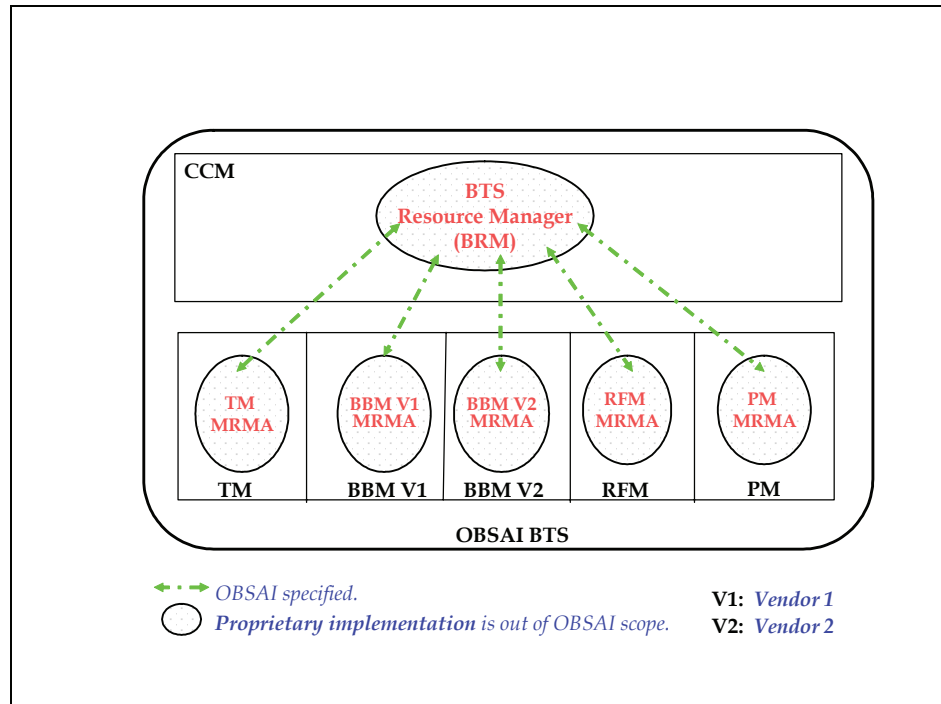 CCM
BTS
Resource Manager
(BRM)
TM
MRMA
BBM V1
MRMA
BBM V2
MRMA
RFM
MRMA
PM
MRMA
TM
BBM V1
BBM V2
RFM
PM
OBSAI BTS
OBSAI specified.
Proprietary implementation is out of OBSAI scope.
V1: Vendor 1
V2: Vendor 2